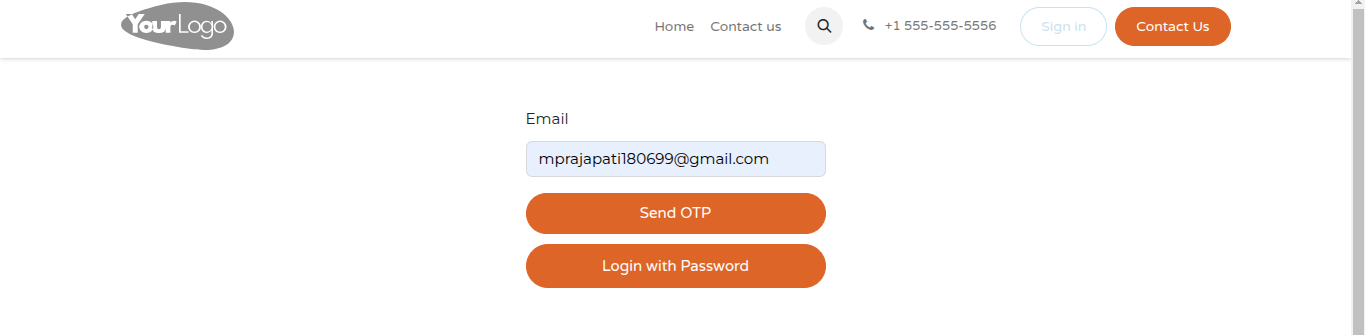 YourLogo
Home Contact us +1 555-555-5556 Sign in Contact Us
Email
mprajapati180699@gmail.com
Send OTP
Login with Password